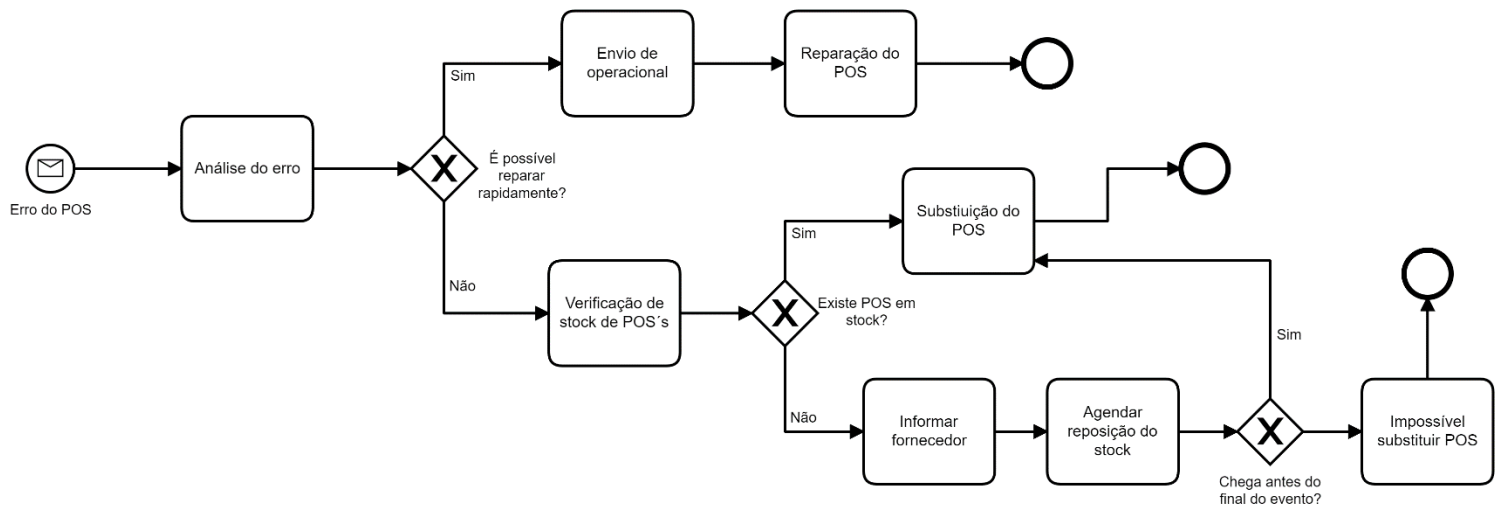 Envio de
operacional
Reparação do
POS
Sim
Análise do erro
É possível
reparar
rapidamente?
Erro do POS
Substiuição do
POS
Sim
Não
Verificação de
stock de POS´s
Existe POS em
stock?
Sim
Não
Informar
fornecedor
Agendar
reposição do
stock
Impossível
substituir POS
Chega antes do
final do evento?